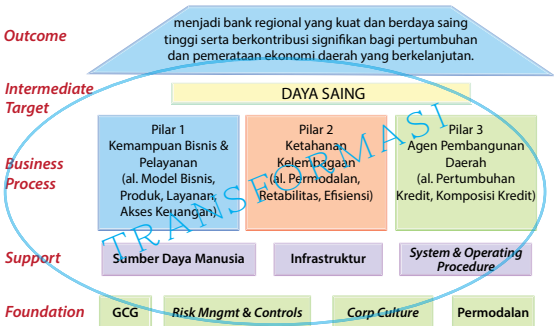 Outcome
menjadi bank regional yang kuat dan berdaya saing
tinggi serta berkontribusi signifikan bagi pertumbuhan
dan pemerataan ekonomi daerah yang berkelanjutan.
Intermediate
Target
DAYA SAING
Business
Process
Pilar 1
Kemampuan Bisnis &
Pelayanan
(al. Model Bisnis,
Produk, Layanan,
Akses Keuangan)
Pilar 2
Ketahanan
Kelembagaan
(al. Permodalan,
Retabilitas, Efisiensi)
Pilar 3
Agen Pembangunan
Daerah
(al. Pertumbuhan
Kredit, Komposisi Kredit)
TRANSFORMASI
Support
Sumber Daya Manusia
Infrastruktur
System & Operating
Procedure
Foundation
GCG
Risk Mngmt & Controls
Corp Culture
Permodalan